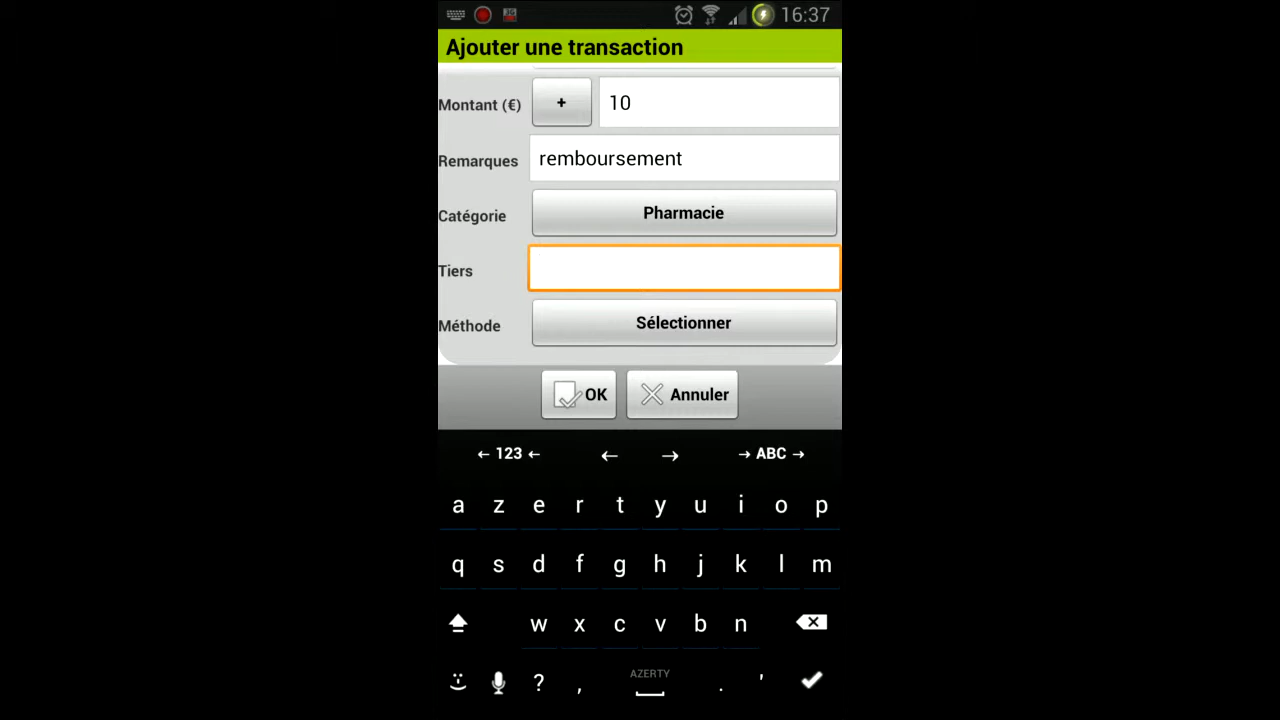 16:37
Ajouter une transaction
Montant (€) + 10
Remarques remboursement
Catégorie Pharmacie
Tiers
Méthode Sélectionner
OK Annuler
← 123 ← ← → → ABC →
a z e r t y u i o p
q s d f g h j k l m
w x c v b n
? , AZERTY . '